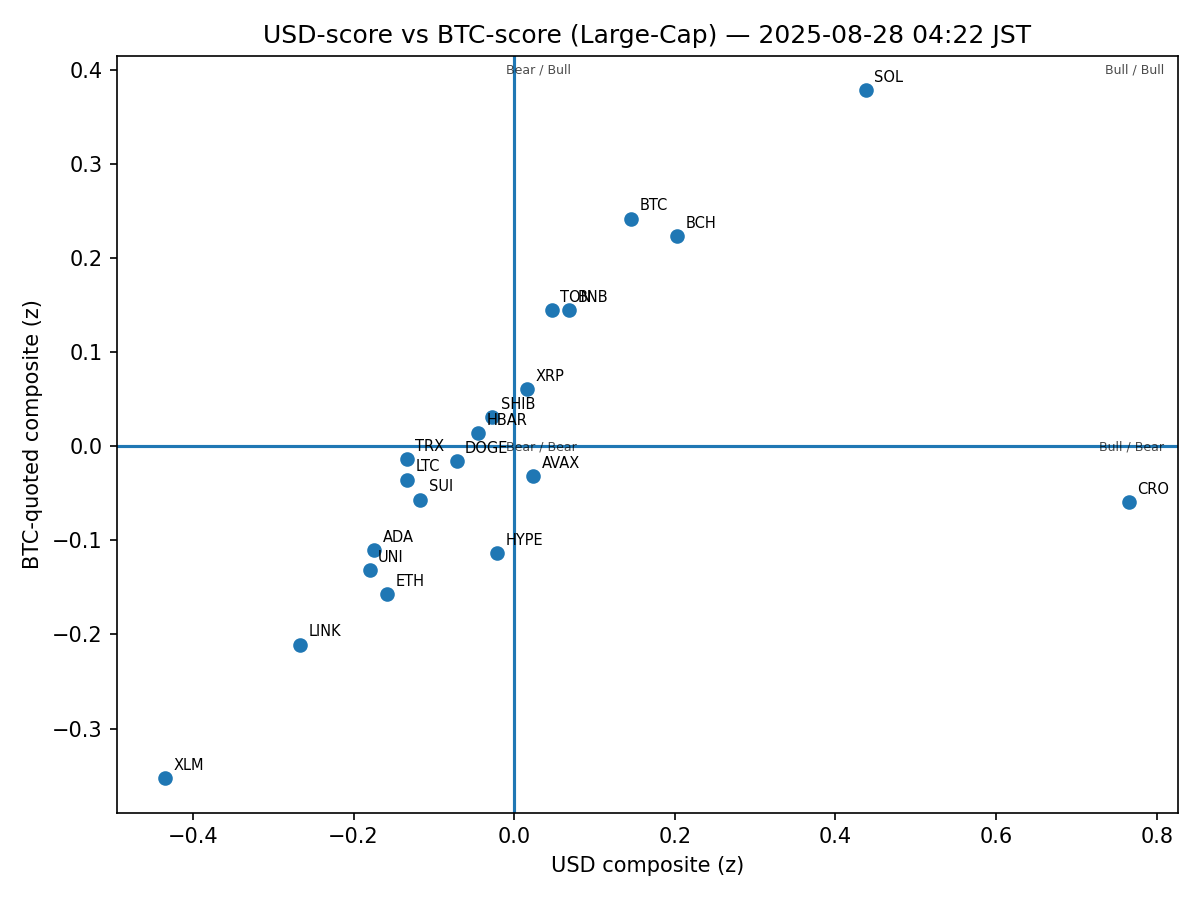 USD-score vs BTC-score (Large-Cap) — 2025-08-28 04:22 JST
0.4
Bear / Bull
Bull / Bull
SOL
0.3
BTC
BCH
0.2
TON
BNB
0.1
XRP
SHIB
HBAR
0.0
TRX
DOGE
Bear / Bear
Bull / Bear
LTC
AVAX
SUI
CRO
−0.1
ADA
HYPE
UNI
ETH
−0.2
LINK
−0.3
XLM
BTC-quoted composite (z)
−0.4
−0.2
0.0
0.2
0.4
0.6
0.8
USD composite (z)